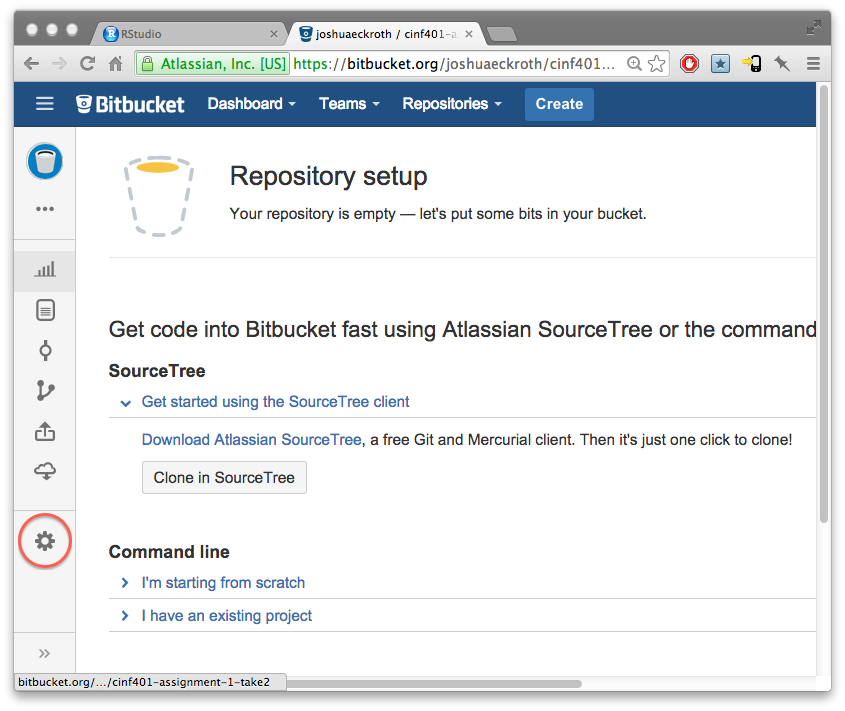 RStudio
joshuaeckroth / cinf401-a
Atlassian, Inc. [US] https://bitbucket.org/joshuaeckroth/cinf401...
Bitbucket Dashboard Teams Repositories Create
Repository setup
Your repository is empty — let's put some bits in your bucket.
Get code into Bitbucket fast using Atlassian SourceTree or the command
SourceTree
Get started using the SourceTree client
Download Atlassian SourceTree, a free Git and Mercurial client. Then it's just one click to clone!
Clone in SourceTree
Command line
I'm starting from scratch
I have an existing project
bitbucket.org/.../cinf401-assignment-1-take2